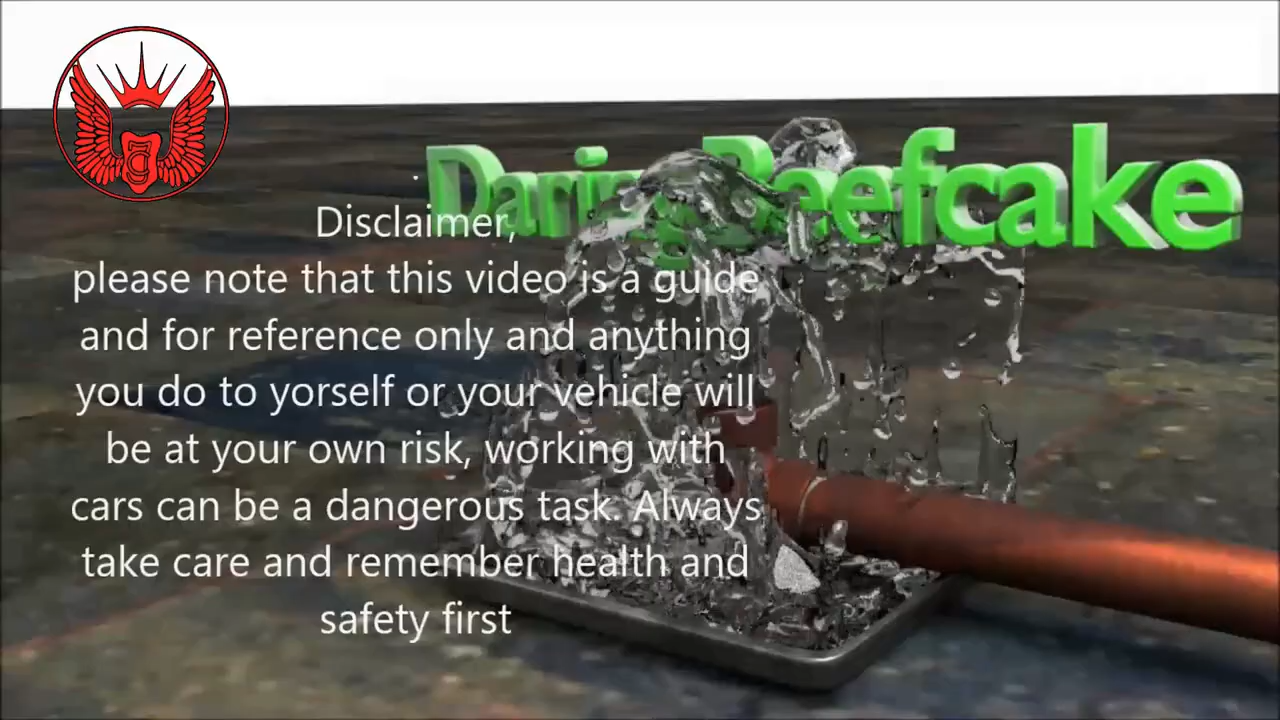 Daring Beefcake
Disclaimer,
please note that this video is a guide
and for reference only and anything
you do to yorself or your vehicle will
be at your own risk, working with
cars can be a dangerous task. Always
take care and remember health and
safety first